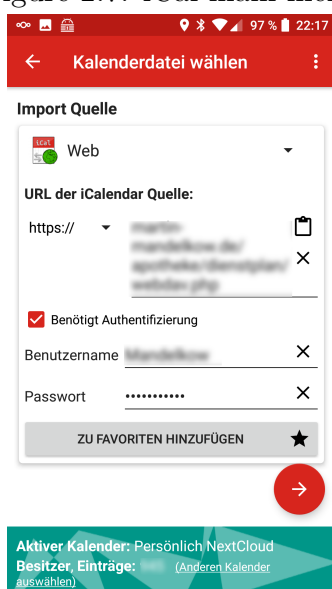 97 % 22:17
Kalenderdatei wählen
Import Quelle
iCal
Web
URL der iCalendar Quelle:
https://
Benötigt Authentifizierung
Benutzername
Passwort •••••••••••
ZU FAVORITEN HINZUFÜGEN
Aktiver Kalender: Persönlich NextCloud
Besitzer, Einträge: (Anderen Kalender
auswählen)